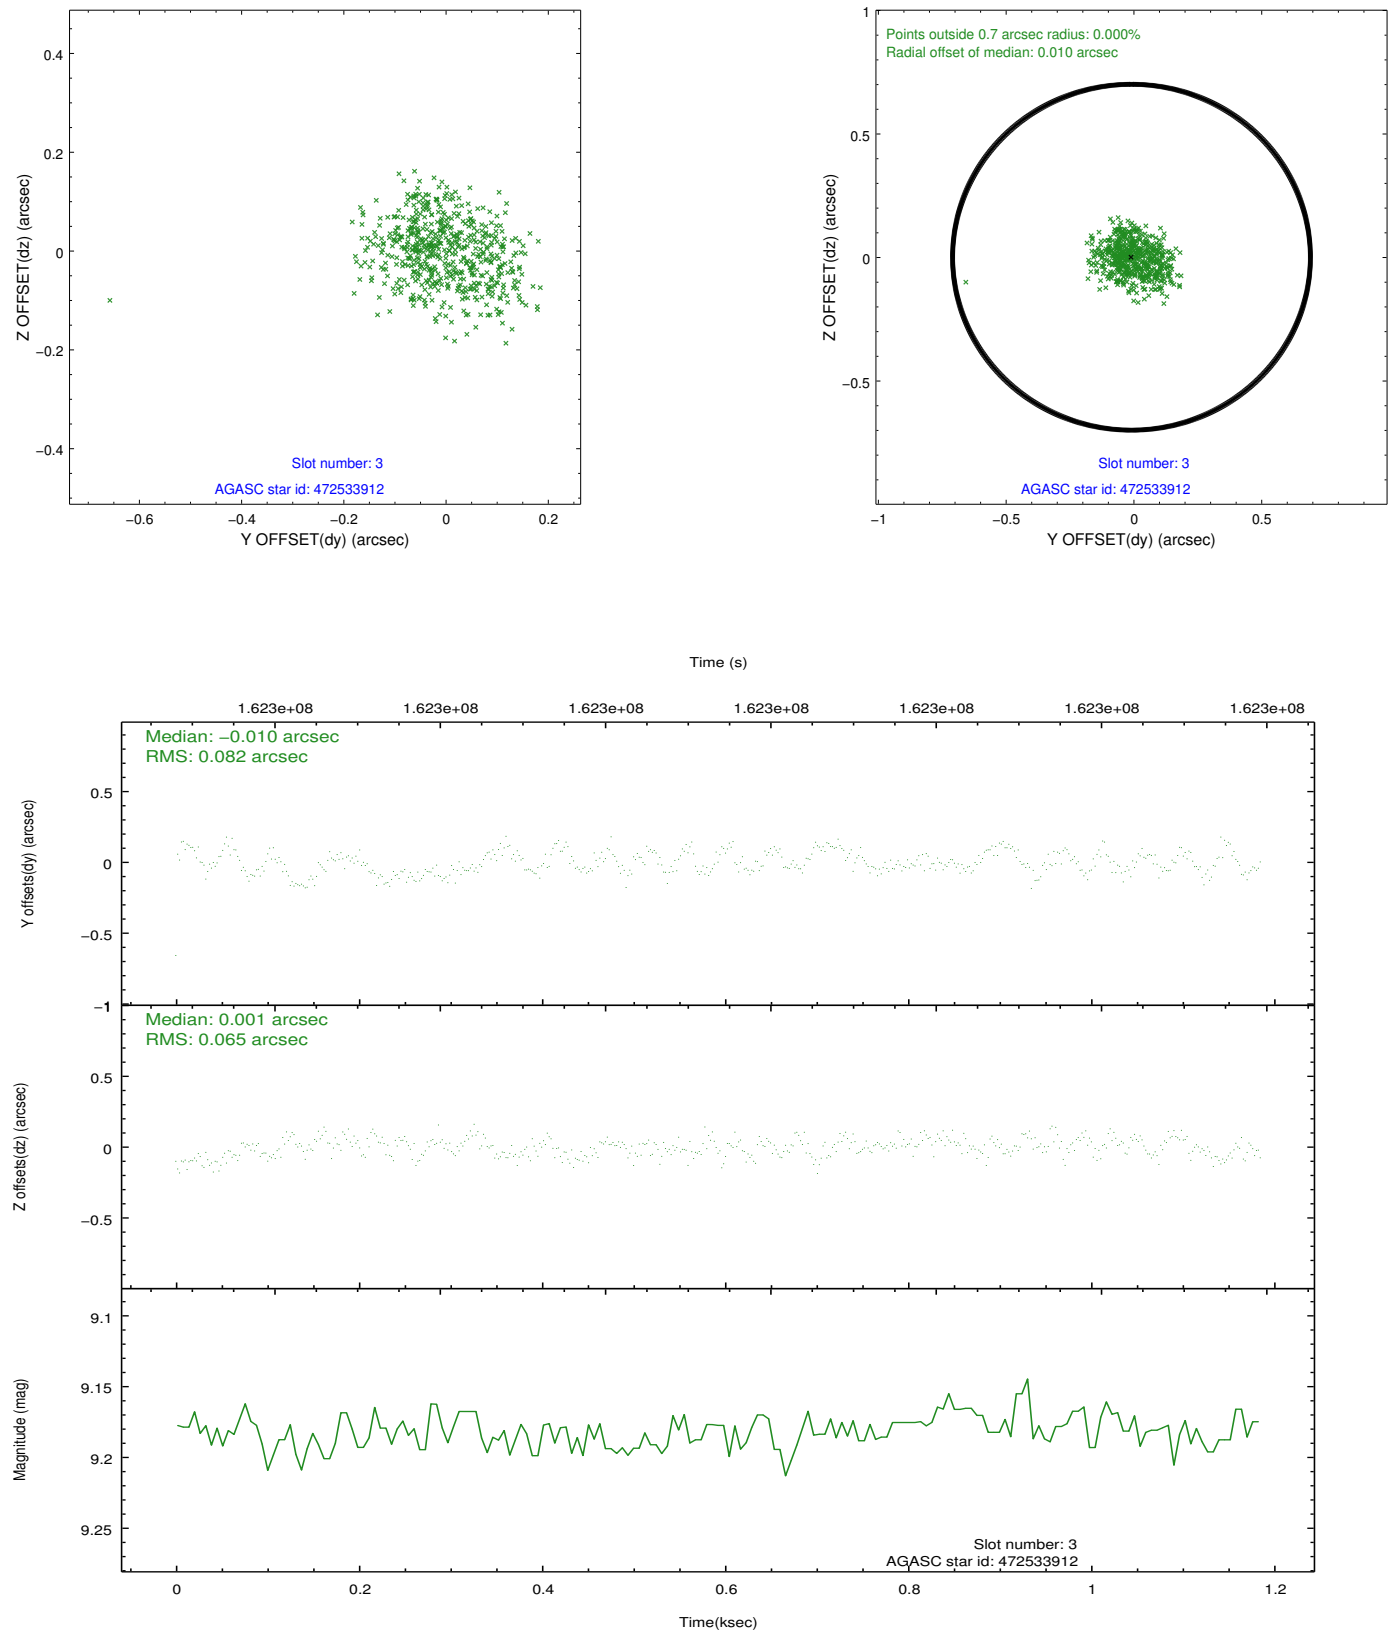 0.4
0.2
0
−0.2
−0.4
Z OFFSET(dz) (arcsec)
Slot number: 3
AGASC star id: 472533912
−0.6 −0.4 −0.2 0 0.2
Y OFFSET(dy) (arcsec)
1
0.5
0
−0.5
Z OFFSET(dz) (arcsec)
Points outside 0.7 arcsec radius: 0.000%
Radial offset of median: 0.010 arcsec
Slot number: 3
AGASC star id: 472533912
−1 −0.5 0 0.5
Y OFFSET(dy) (arcsec)
Time (s)
1.623e+08 1.623e+08 1.623e+08 1.623e+08 1.623e+08 1.623e+08 1.623e+08
Median: −0.010 arcsec
RMS: 0.082 arcsec
0.5
0
−0.5
−1
Y offsets(dy) (arcsec)
Median: 0.001 arcsec
RMS: 0.065 arcsec
0.5
0
−0.5
Z offsets(dz) (arcsec)
9.1
9.15
9.2
9.25
Magnitude (mag)
Slot number: 3
AGASC star id: 472533912
0 0.2 0.4 0.6 0.8 1 1.2
Time(ksec)